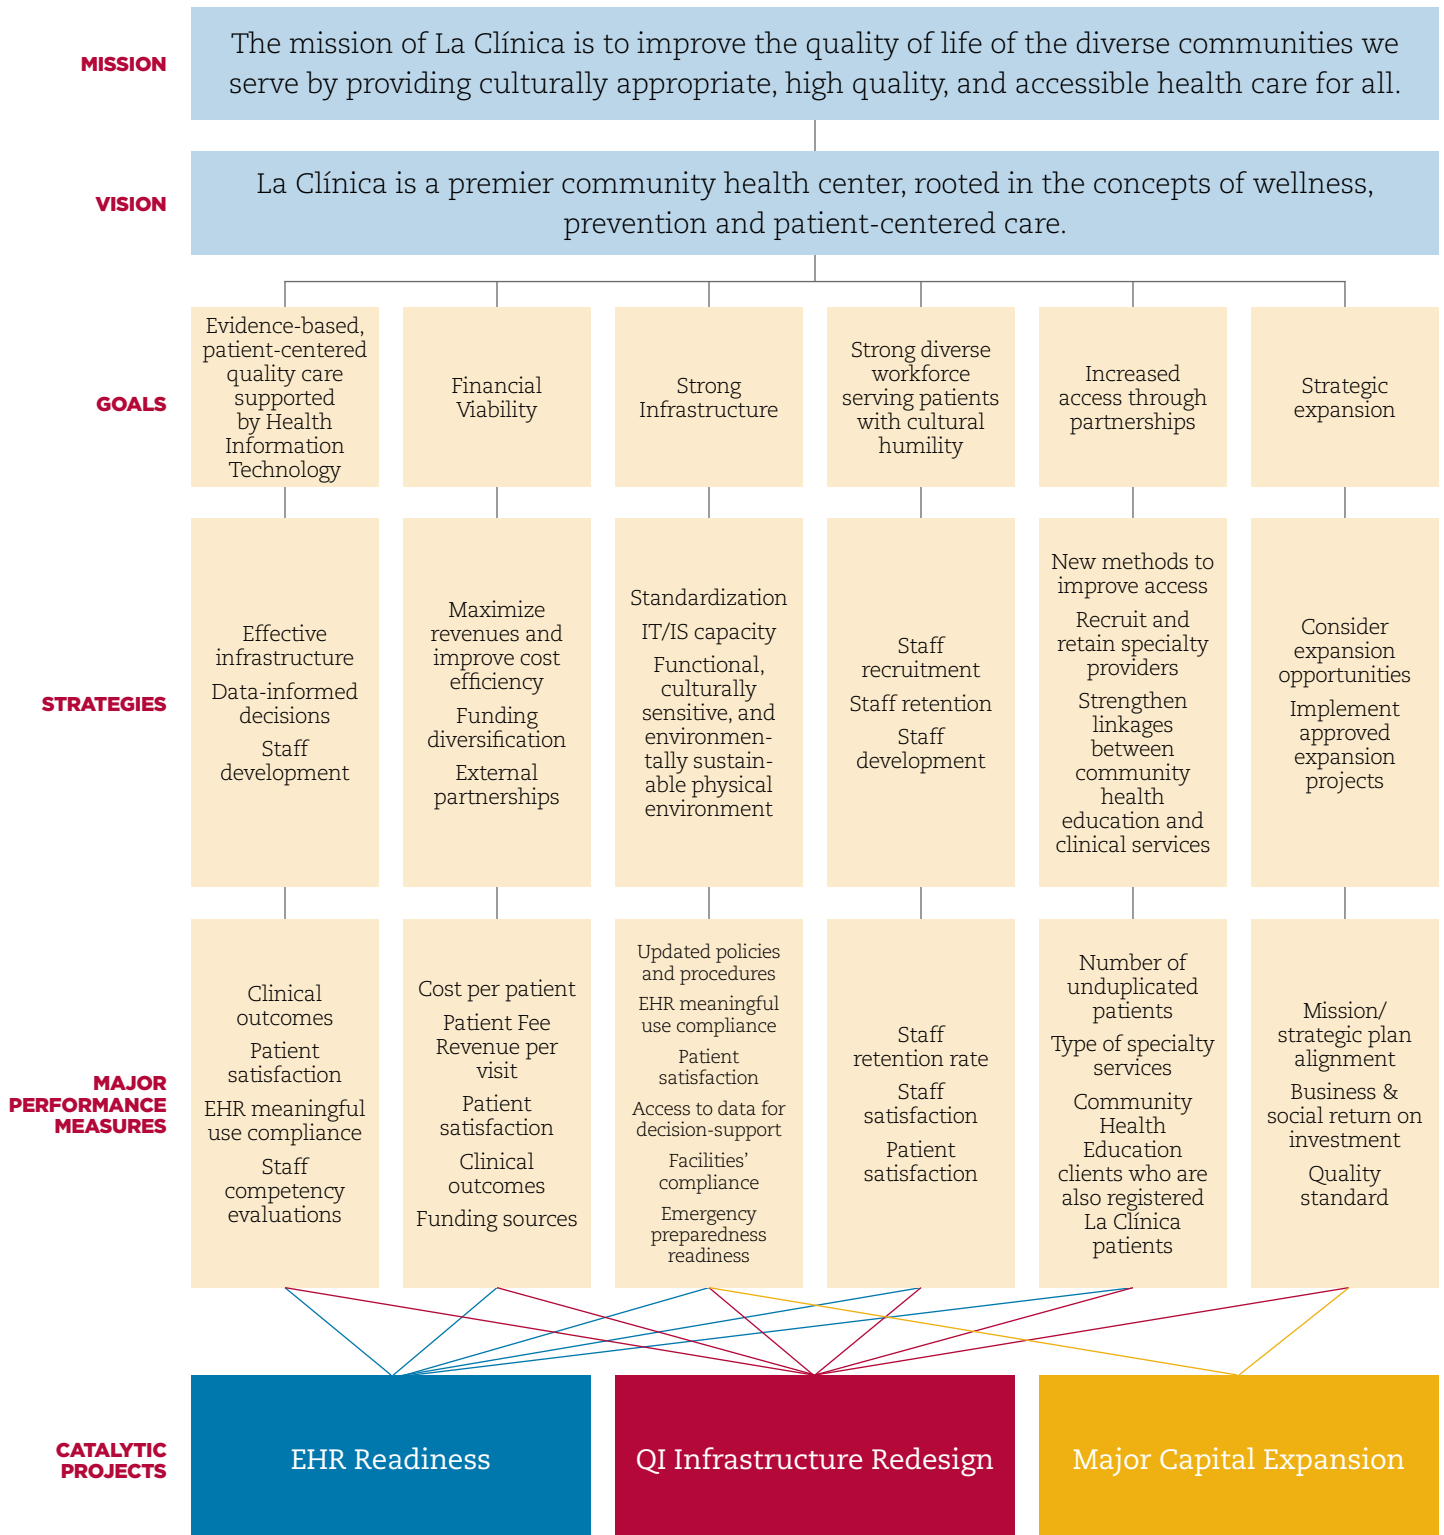 MISSION
The mission of La Clínica is to improve the quality of life of the diverse communities we
serve by providing culturally appropriate, high quality, and accessible health care for all.
VISION
La Clínica is a premier community health center, rooted in the concepts of wellness,
prevention and patient-centered care.
GOALS
Evidence-based,
patient-centered
quality care
supported
by Health
Information
Technology
Financial
Viability
Strong
Infrastructure
Strong diverse
workforce
serving patients
with cultural
humility
Increased
access through
partnerships
Strategic
expansion
STRATEGIES
Effective
infrastructure
Data-informed
decisions
Staff
development
Maximize
revenues and
improve cost
efficiency
Funding
diversification
External
partnerships
Standardization
IT/IS capacity
Functional,
culturally
sensitive, and
environmen-
tally sustain-
able physical
environment
Staff
recruitment
Staff retention
Staff
development
New methods to
improve access
Recruit and
retain specialty
providers
Strengthen
linkages
between
community
health
education and
clinical services
Consider
expansion
opportunities
Implement
approved
expansion
projects
MAJOR
PERFORMANCE
MEASURES
Clinical
outcomes
Patient
satisfaction
EHR meaningful
use compliance
Staff
competency
evaluations
Cost per patient
Patient Fee
Revenue per
visit
Patient
satisfaction
Clinical
outcomes
Funding sources
Updated policies
and procedures
EHR meaningful
use compliance
Patient
satisfaction
Access to data for
decision-support
Facilities’
compliance
Emergency
preparedness
readiness
Staff
retention rate
Staff
satisfaction
Patient
satisfaction
Number of
unduplicated
patients
Type of specialty
services
Community
Health
Education
clients who are
also registered
La Clínica
patients
Mission/
strategic plan
alignment
Business &
social return on
investment
Quality
standard
CATALYTIC
PROJECTS
EHR Readiness
QI Infrastructure Redesign
Major Capital Expansion